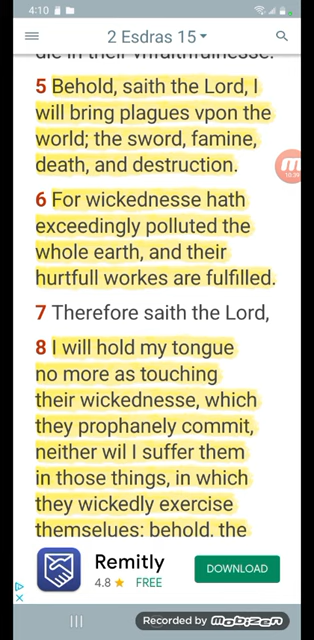 4:10
2 Esdras 15
die in their vnfaithfulnesse.
5 Behold, saith the Lord, I
will bring plagues vpon the
world; the sword, famine,
death, and destruction.
6 For wickednesse hath
exceedingly polluted the
whole earth, and their
hurtfull workes are fulfilled.
7 Therefore saith the Lord,
8 I will hold my tongue
no more as touching
their wickednesse, which
they prophanely commit,
neither wil I suffer them
in those things, in which
they wickedly exercise
themselues: behold, the
Remitly
4.8 ★ FREE
DOWNLOAD
Recorded by Mobizen